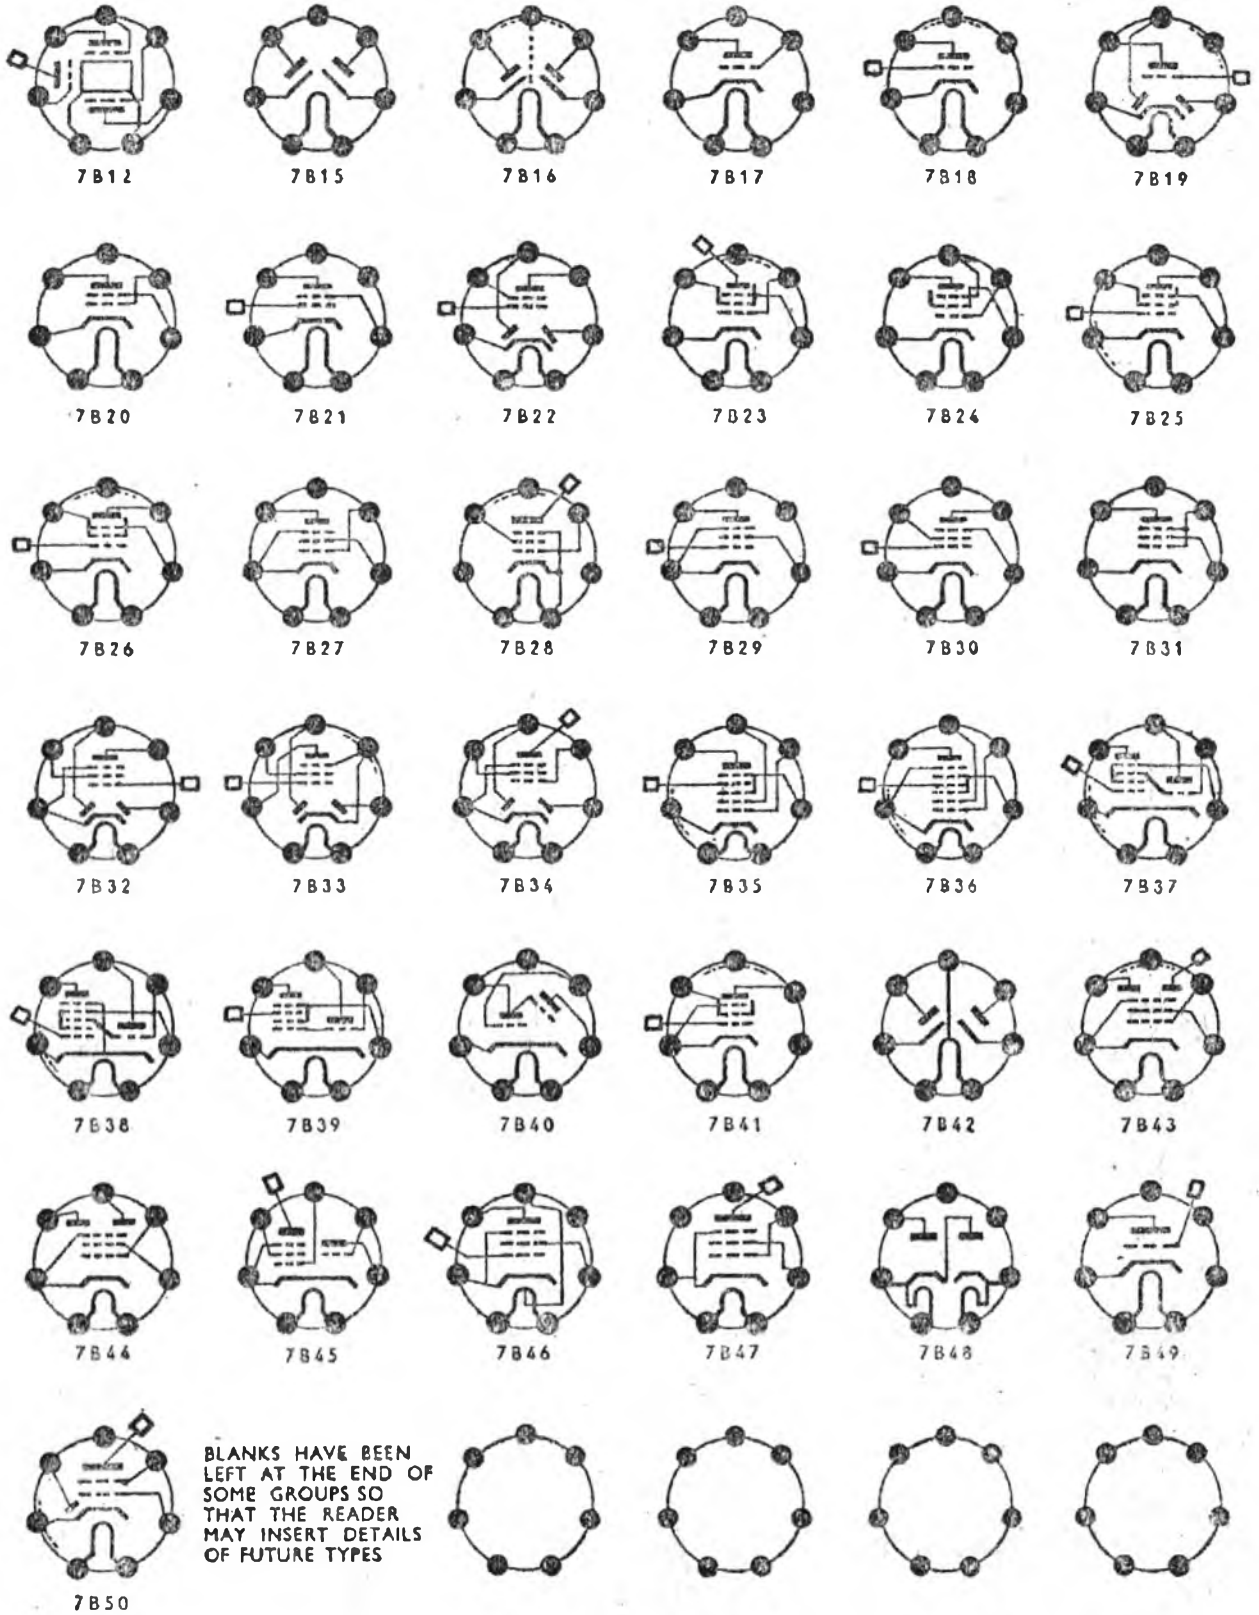 7B12 7B15 7B16 7B17 7B18 7B19
7B20 7B21 7B22 7B23 7B24 7B25
7B26 7B27 7B28 7B29 7B30 7B31
7B32 7B33 7B34 7B35 7B36 7B37
7B38 7B39 7B40 7B41 7B42 7B43
7B44 7B45 7B46 7B47 7B48 7B49
BLANKS HAVE BEEN
LEFT AT THE END OF
SOME GROUPS SO
THAT THE READER
MAY INSERT DETAILS
OF FUTURE TYPES
7B50